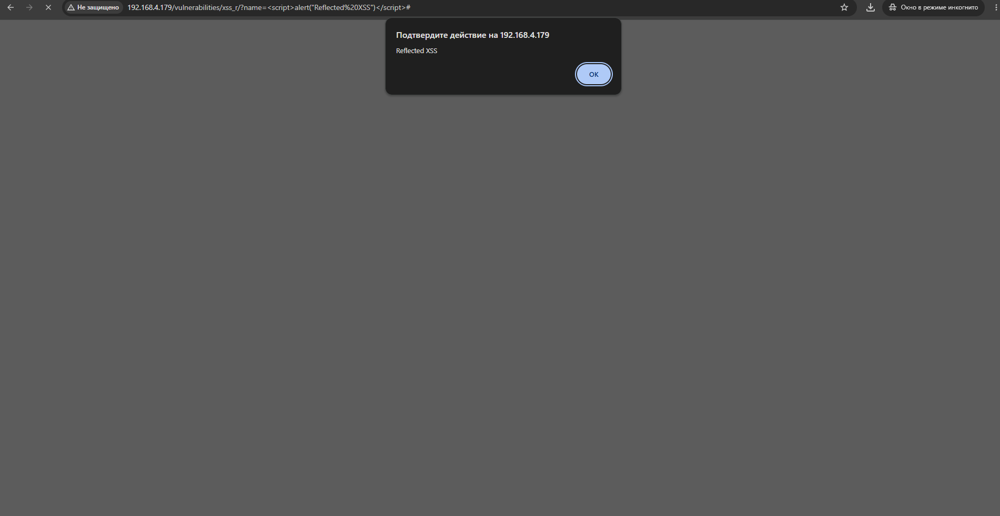 Не защищено 192.168.4.179/vulnerabilities/xss_r/?name=<script>alert("Reflected%20XSS")</script># Окно в режиме инкогнито
Подтвердите действие на 192.168.4.179
Reflected XSS
ОК